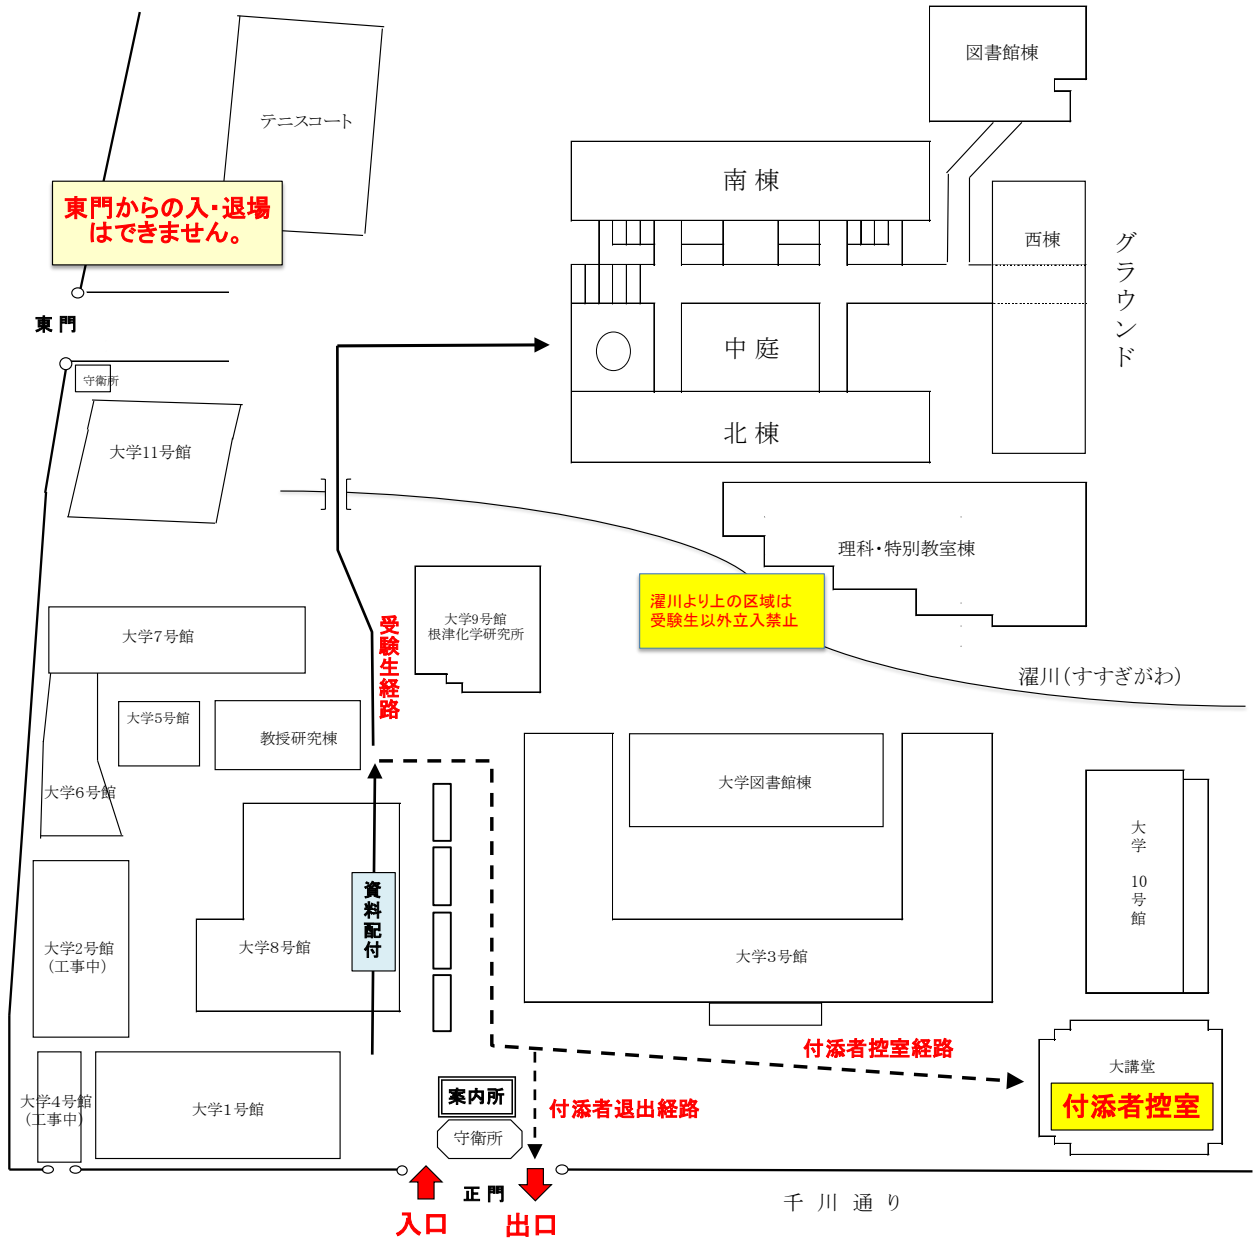 図書館棟
テニスコート
南 棟
東門からの入・退場
はできません。
西棟
グラウンド
東 門
中 庭
守衛所
北 棟
大学11号館
理科・特別教室棟
濯川より上の区域は
受験生以外立入禁止
大学9号館
根津化学研究所
受験生経路
大学7号館
濯川(すすぎがわ)
大学5号館
教授研究棟
大学図書館棟
大学6号館
大学 10号館
資料配付
大学2号館
(工事中)
大学8号館
大学3号館
付添者控室経路
大講堂
付添者控室
案内所
付添者退出経路
大学4号館
(工事中)
大学1号館
守衛所
正 門
千 川 通 り
入口
出口